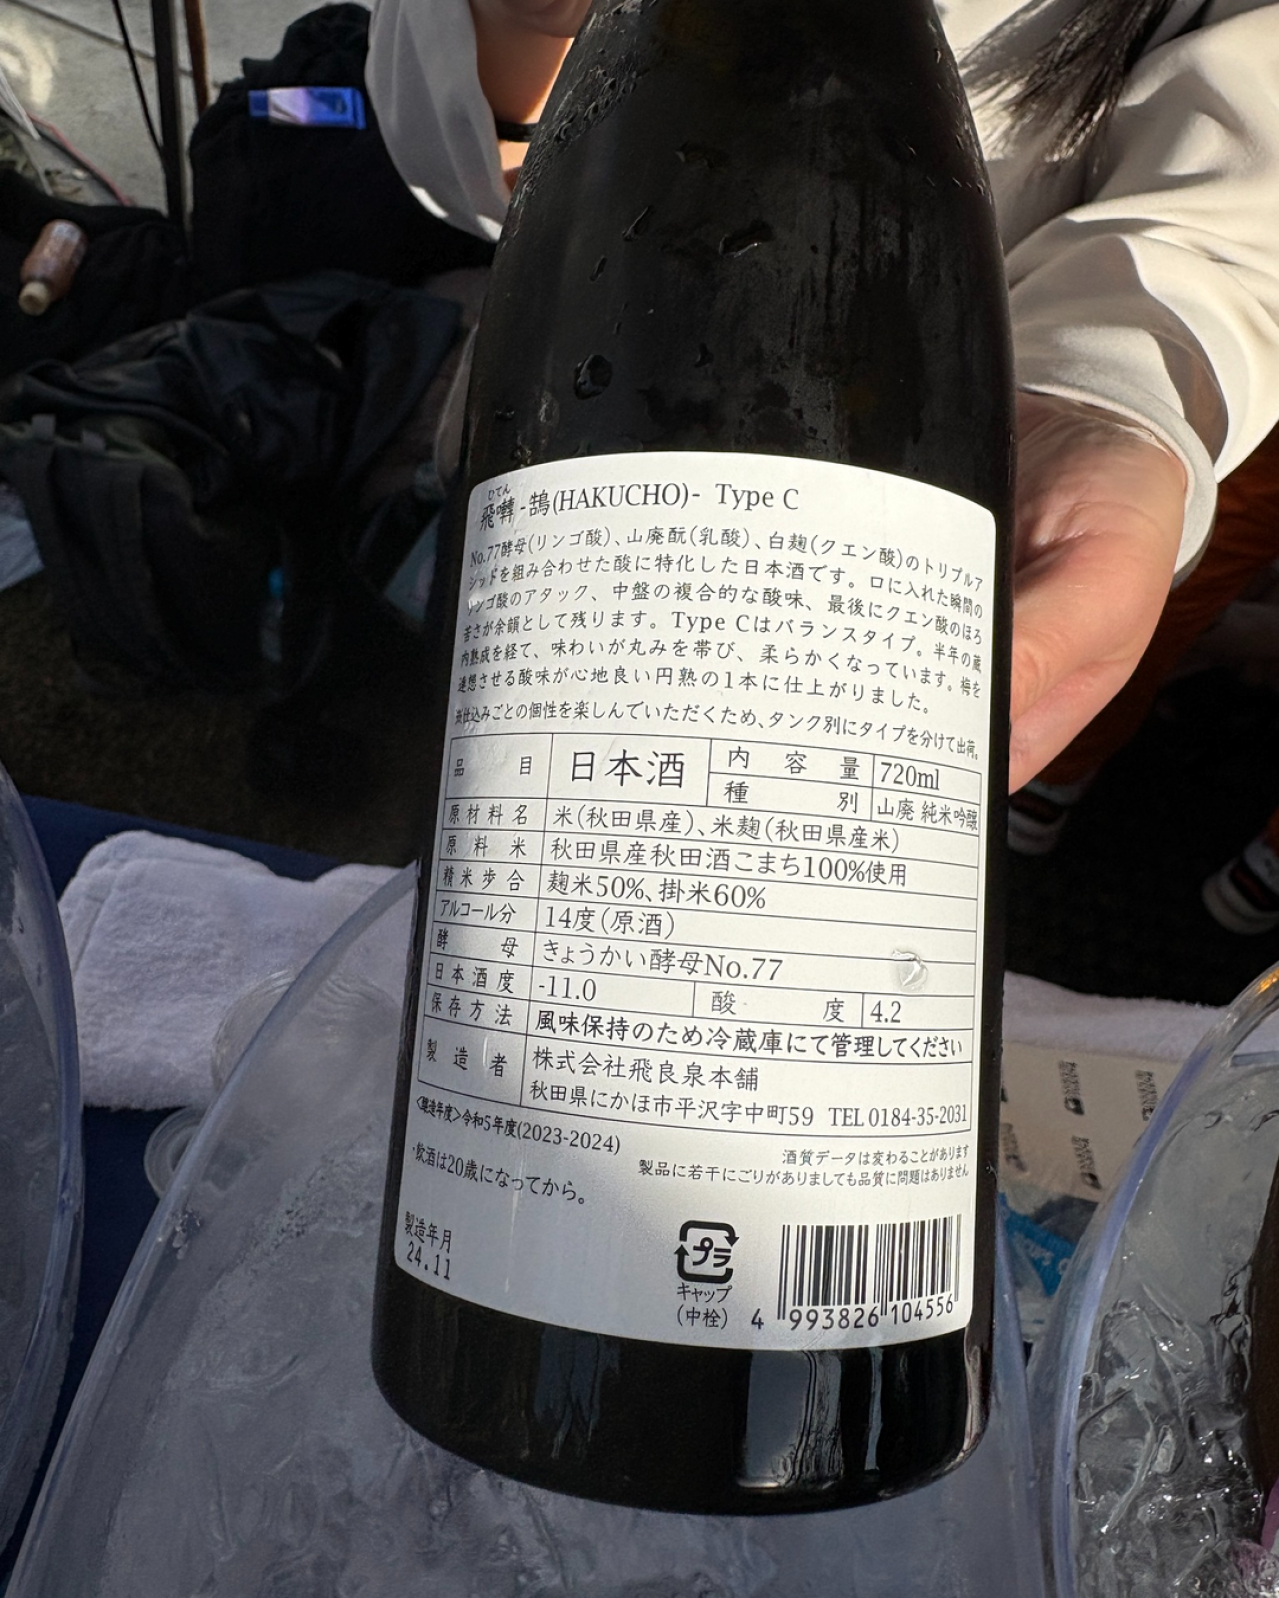 ひてん
飛囀-鵠(HAKUCHO)- Type C
No.77酵母(リンゴ酸)、山廃酛(乳酸)、白麹(クエン酸)のトリプルア
シッドを組み合わせた酸に特化した日本酒です。口に入れた瞬間の
リンゴ酸のアタック、中盤の複合的な酸味、最後にクエン酸のほろ
苦さが余韻として残ります。Type Cはバランスタイプ。半年の蔵
内熟成を経て、味わいが丸みを帯び、柔らかくなっています。梅を
連想させる酸味が心地良い円熟の1本に仕上がりました。
※仕込みごとの個性を楽しんでいただくため、タンク別にタイプを分けて出荷。
品目 日本酒 内容量 720ml
種別 山廃 純米吟醸
原材料名 米(秋田県産)、米麹(秋田県産米)
原料米 秋田県産秋田酒こまち100%使用
精米歩合 麹米50%、掛米60%
アルコール分 14度(原酒)
酵母 きょうかい酵母No.77
日本酒度 -11.0 酸度 4.2
保存方法 風味保持のため冷蔵庫にて管理してください
製造者 株式会社飛良泉本舗
秋田県にかほ市平沢字中町59 TEL 0184-35-2031
<醸造年度>令和5年度(2023-2024)
酒質データは変わることがあります
製品に若干にごりがありましても品質に問題はありません
・飲酒は20歳になってから。
製造年月
24.11
プラ
キャップ
(中栓)
4 993826 104556